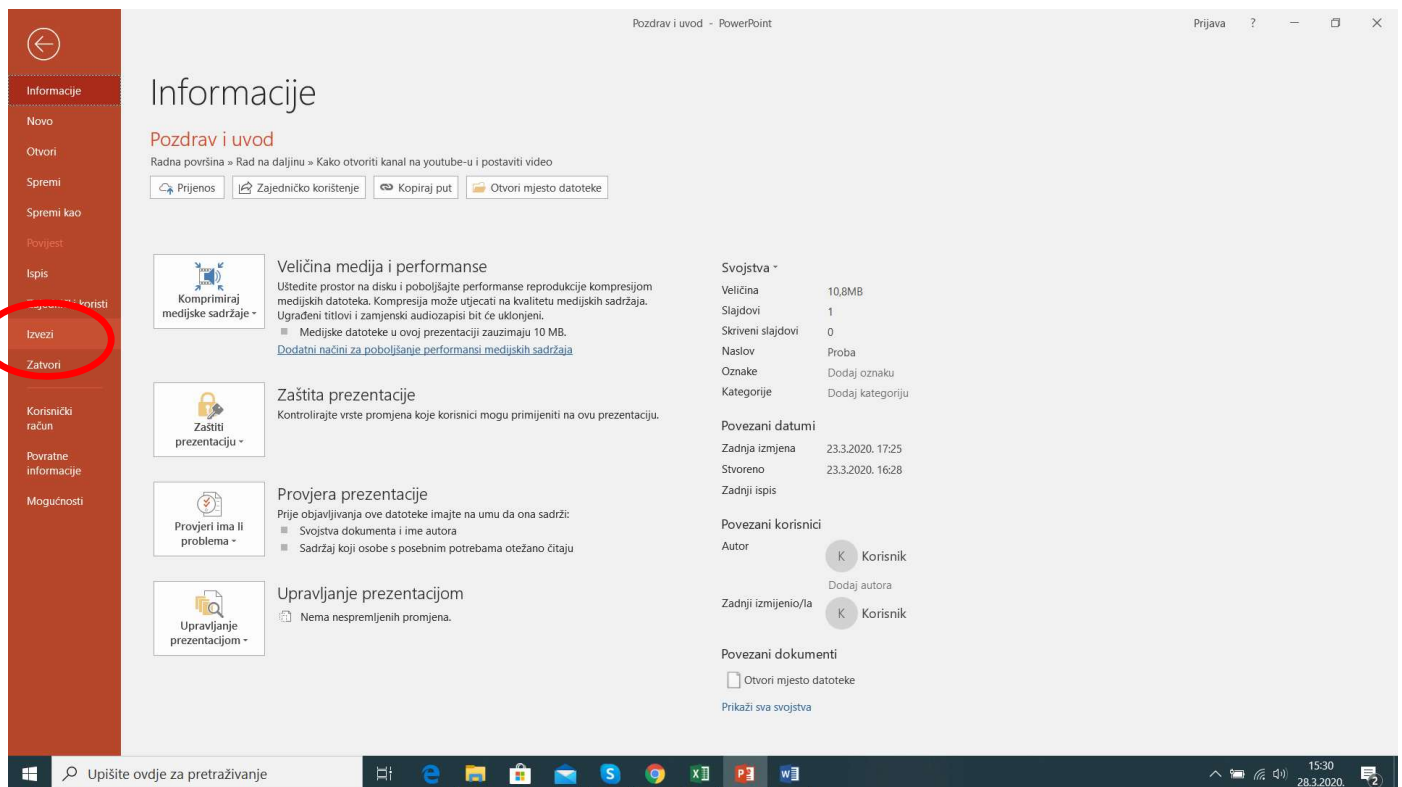 Pozdrav i uvod - PowerPoint
Prijava ? 
Informacije
Novo
Otvori
Spremi
Spremi kao
Povijest
Ispis
koristi
Izvezi
Zatvori
Korisnički
račun
Povratne
informacije
Mogućnosti
Informacije
Pozdrav i uvod
Radna površina » Rad na daljinu » Kako otvoriti kanal na youtube-u i postaviti video
Prijenos
Zajedničko korištenje
Kopiraj put
Otvori mjesto datoteke
Komprimiraj
medijske sadržaje
Veličina medija i performanse
Uštedite prostor na disku i poboljšajte performanse reprodukcije kompresijom
medijskih datoteka. Kompresija može utjecati na kvalitetu medijskih sadržaja.
Ugrađeni titlovi i zamjenski audiozapisi bit će uklonjeni.
Medijske datoteke u ovoj prezentaciji zauzimaju 10 MB.
Dodatni načini za poboljšanje performansi medijskih sadržaja
Zaštiti
prezentaciju
Zaštita prezentacije
Kontrolirajte vrste promjena koje korisnici mogu primijeniti na ovu prezentaciju.
Provjeri ima li
problema
Provjera prezentacije
Prije objavljivanja ove datoteke imajte na umu da ona sadrži:
Svojstva dokumenta i ime autora
Sadržaj koji osobe s posebnim potrebama otežano čitaju
Upravljanje
prezentacijom
Upravljanje prezentacijom
Nema nespremljenih promjena.
Svojstva
Veličina 10,8MB
Slajdovi 1
Skriveni slajdovi 0
Naslov Proba
Oznake Dodaj oznaku
Kategorije Dodaj kategoriju
Povezani datumi
Zadnja izmjena 23.3.2020. 17:25
Stvoreno 23.3.2020. 16:28
Zadnji ispis
Povezani korisnici
Autor K Korisnik
Dodaj autora
Zadnji izmijenio/la K Korisnik
Povezani dokumenti
Otvori mjesto datoteke
Prikaži sva svojstva
Upišite ovdje za pretraživanje
15:30
28.3.2020.
2